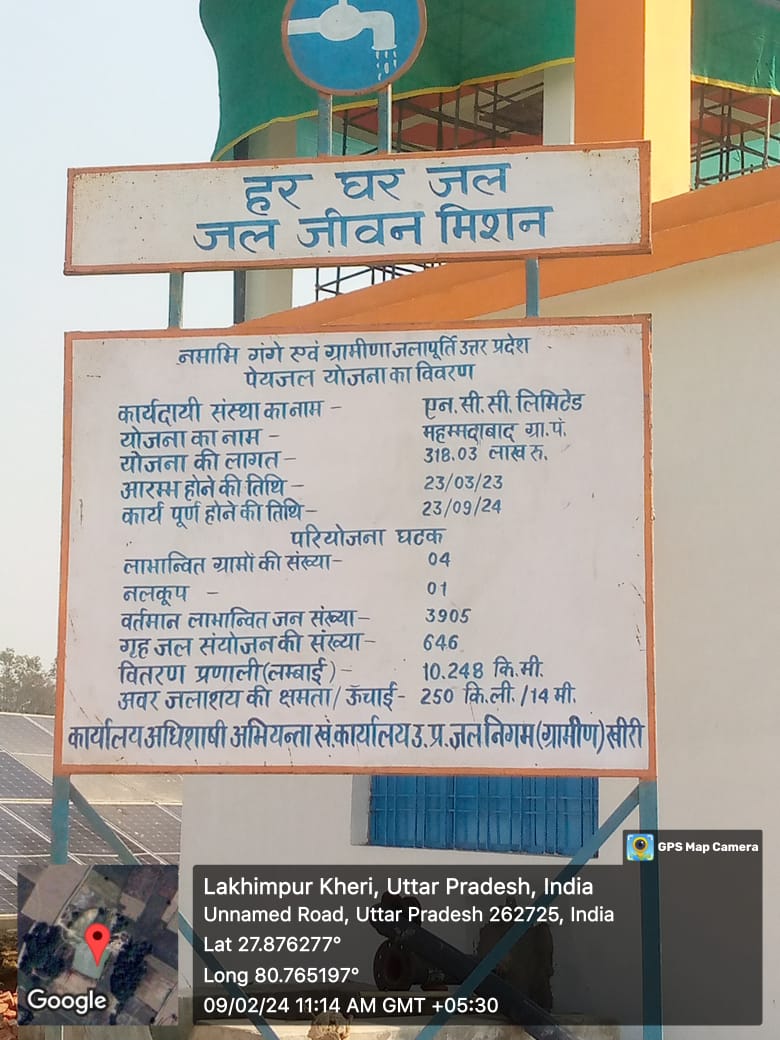 हर घर जल
जल जीवन मिशन
नमामि गंगे एवं ग्रामीणा जलापूर्ति उत्तर प्रदेश
पेयजल योजना का विवरण
कार्यदायी संस्था का नाम - एन.सी.सी. लिमिटेड
योजना का नाम - महम्मदाबाद ग्रा.पं.
योजना की लागत - 318.03 लाख रु.
आरम्भ होने की तिथि - 23/03/23
कार्य पूर्ण होने की तिथि - 23/09/24
परियोजना घटक
लाभान्वित ग्रामों की संख्या - 04
नलकूप - 01
वर्तमान लाभान्वित जन संख्या - 3905
गृह जल संयोजन की संख्या - 646
वितरण प्रणाली (लम्बाई) - 10.248 कि.मी.
अवर जलाशय की क्षमता / ऊँचाई - 250 कि.ली. / 14 मी.
कार्यालय अधिशाषी अभियन्ता खं.कार्यालय उ.प्र.जल निगम (ग्रामीण) खीरी
GPS Map Camera
Lakhimpur Kheri, Uttar Pradesh, India
Unnamed Road, Uttar Pradesh 262725, India
Lat 27.876277°
Long 80.765197°
09/02/24 11:14 AM GMT +05:30
Google